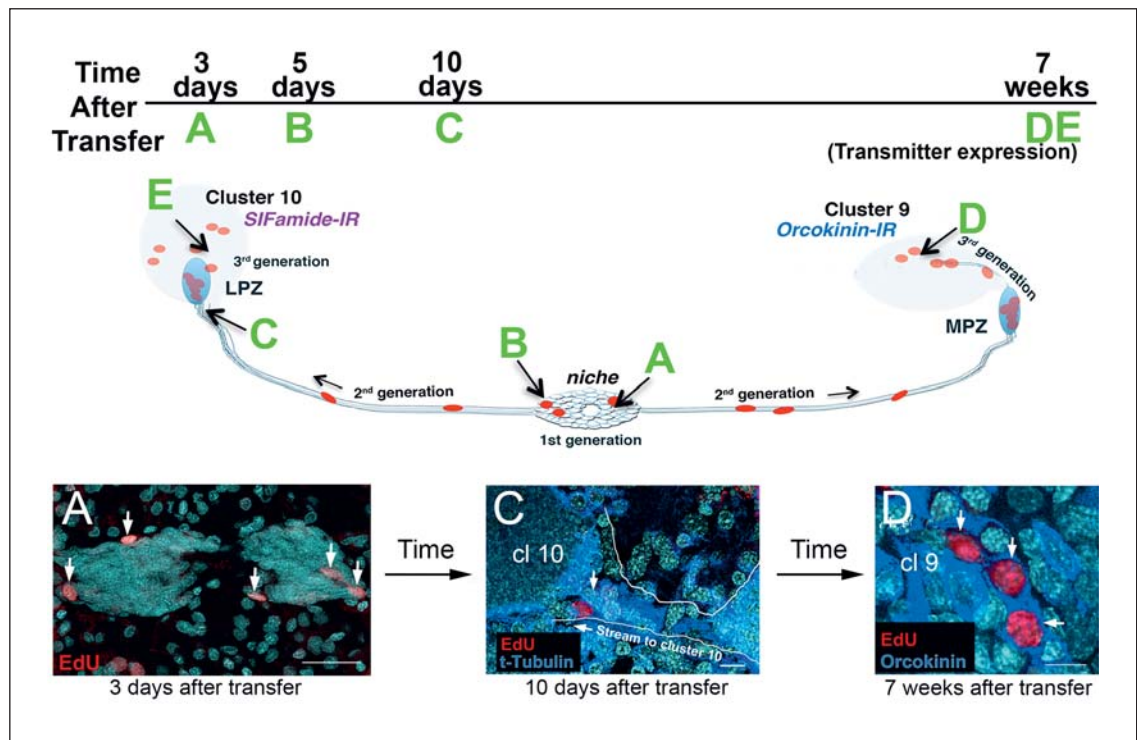 Time After Transfer
3 days
5 days
10 days
7 weeks
A
B
C
DE
(Transmitter expression)
E
Cluster 10
SIFamide-IR
3rd generation
LPZ
C
Cluster 9
Orcokinin-IR
D
3rd generation
MPZ
B
niche
A
2nd generation
2nd generation
1st generation
A
EdU
3 days after transfer
Time
C
cl 10
EdU
t-Tubulin
Stream to cluster 10
10 days after transfer
Time
D
cl 9
EdU
Orcokinin
7 weeks after transfer